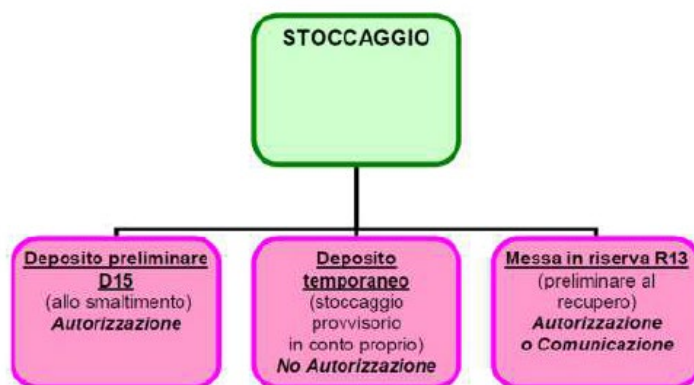 STOCCAGGIO
Deposito preliminare
D15
(allo smaltimento)
Autorizzazione
Deposito
temporaneo
(stoccaggio
provvisorio
in conto proprio)
No Autorizzazione
Messa in riserva R13
(preliminare al
recupero)
Autorizzazione
o Comunicazione